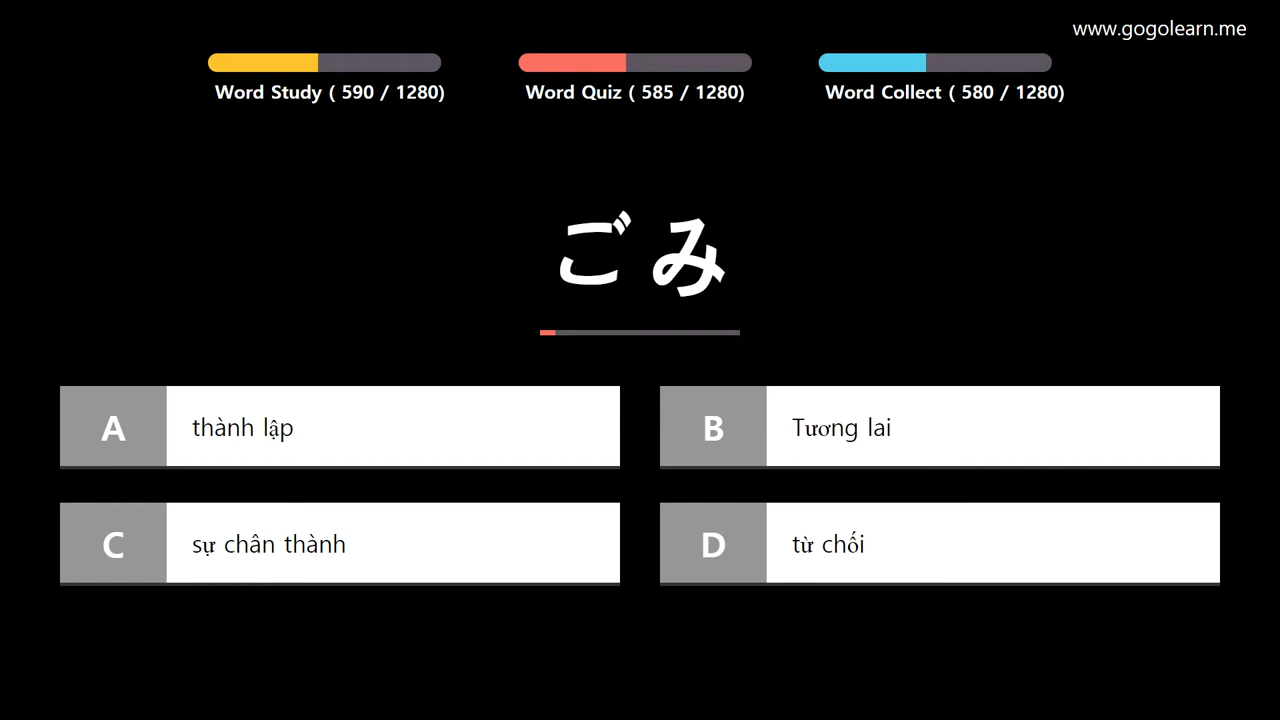 www.gogolearn.me
Word Study ( 590 / 1280)
Word Quiz ( 585 / 1280)
Word Collect ( 580 / 1280)
ごみ
A thành lập
B Tương lai
C sự chân thành
D từ chối